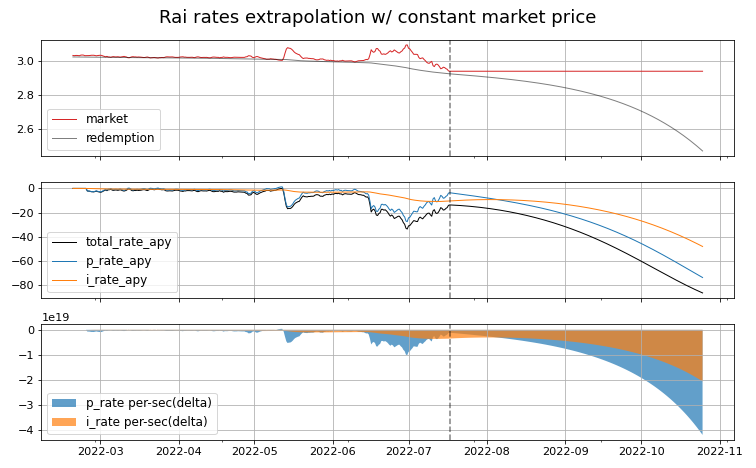 Rai rates extrapolation w/ constant market price
3.0
2.8
2.6
market
redemption
0
−20
−40
−60
−80
total_rate_apy
p_rate_apy
i_rate_apy
1e19
0
−1
−2
−3
−4
p_rate per-sec(delta)
i_rate per-sec(delta)
2022-03 2022-04 2022-05 2022-06 2022-07 2022-08 2022-09 2022-10 2022-11